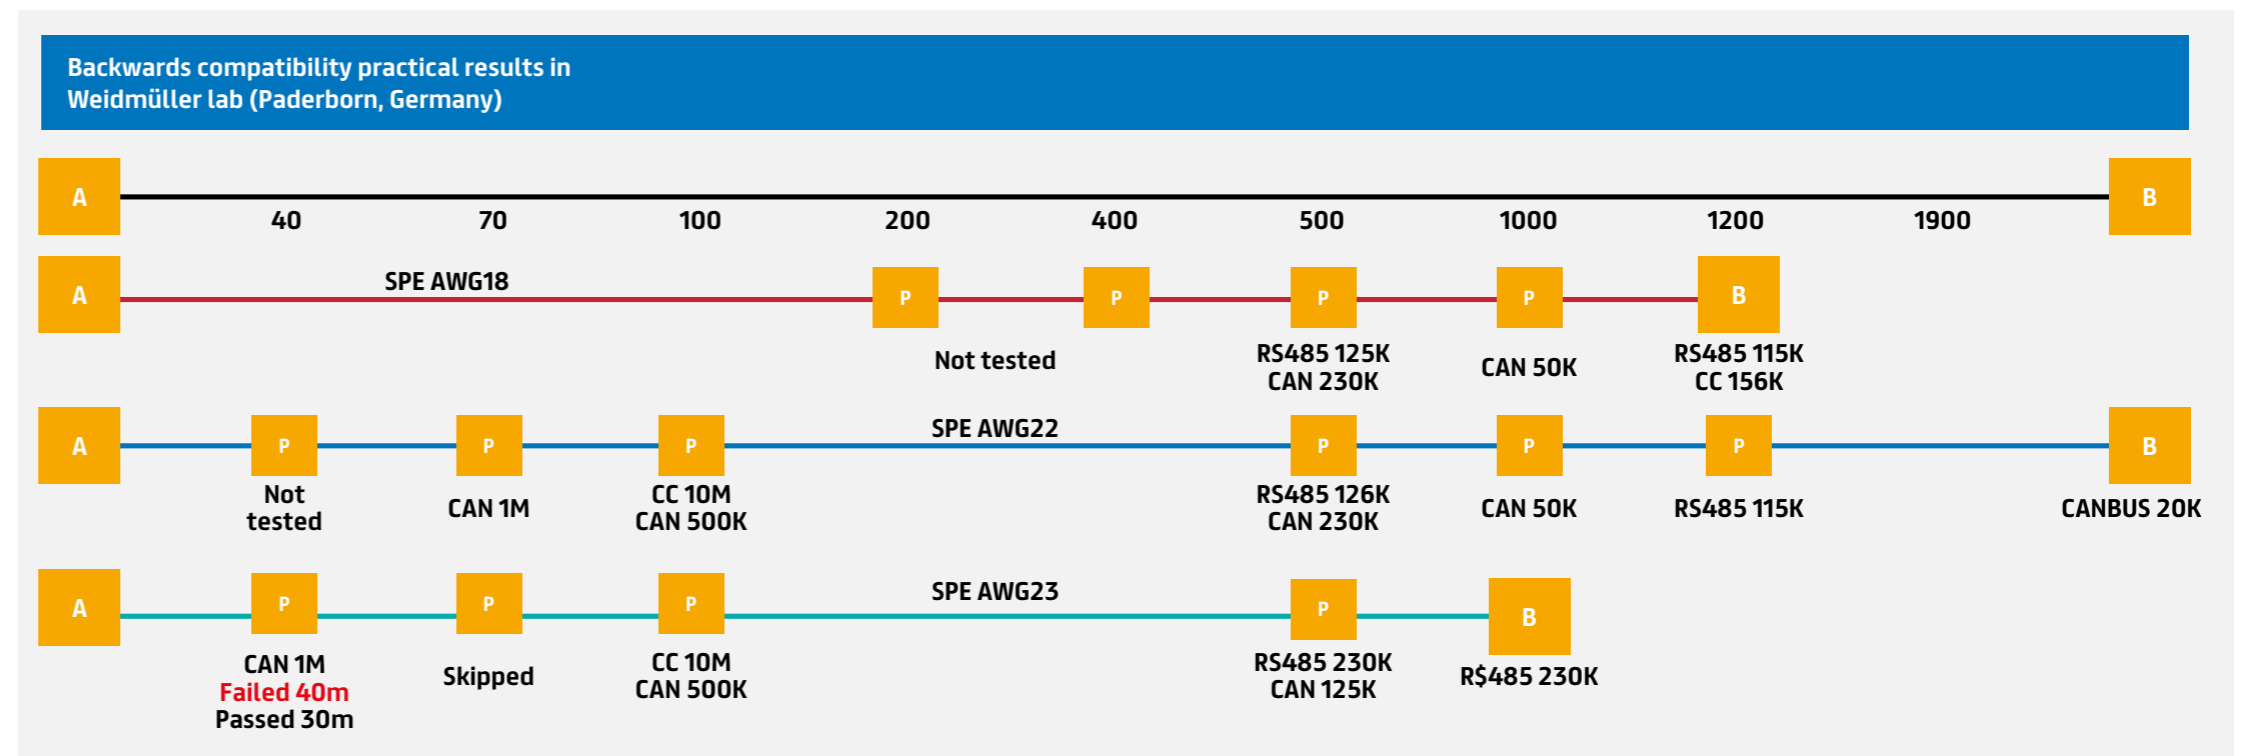 Backwards compatibility practical results in
Weidmüller lab (Paderborn, Germany)
A
B
40 70 100 200 400 500 1000 1200 1900
A
SPE AWG18
P P P P
B
Not tested
RS485 125K
CAN 230K
CAN 50K
RS485 115K
CC 156K
A
P P P
SPE AWG22
P P P
B
Not
tested
CAN 1M
CC 10M
CAN 500K
RS485 126K
CAN 230K
CAN 50K
RS485 115K
CANBUS 20K
A
P P P
SPE AWG23
P
B
CAN 1M
Failed 40m
Passed 30m
Skipped
CC 10M
CAN 500K
RS485 230K
CAN 125K
R$485 230K